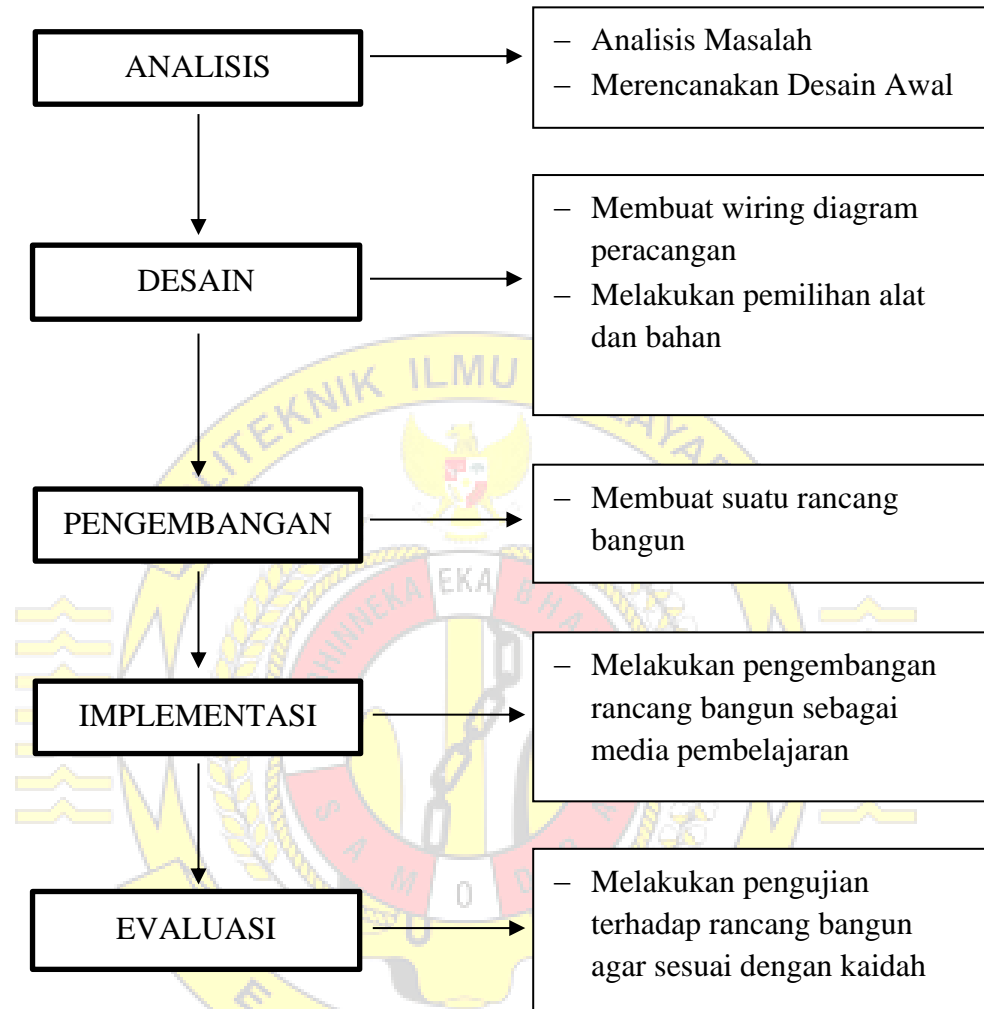 ANALISIS
– Analisis Masalah
– Merencanakan Desain Awal
DESAIN
– Membuat wiring diagram
peracangan
– Melakukan pemilihan alat
dan bahan
ILMU
PENGEMBANGAN
– Membuat suatu rancang
bangun
EKA
IMPLEMENTASI
– Melakukan pengembangan
rancang bangun sebagai
media pembelajaran
EVALUASI
– Melakukan pengujian
terhadap rancang bangun
agar sesuai dengan kaidah